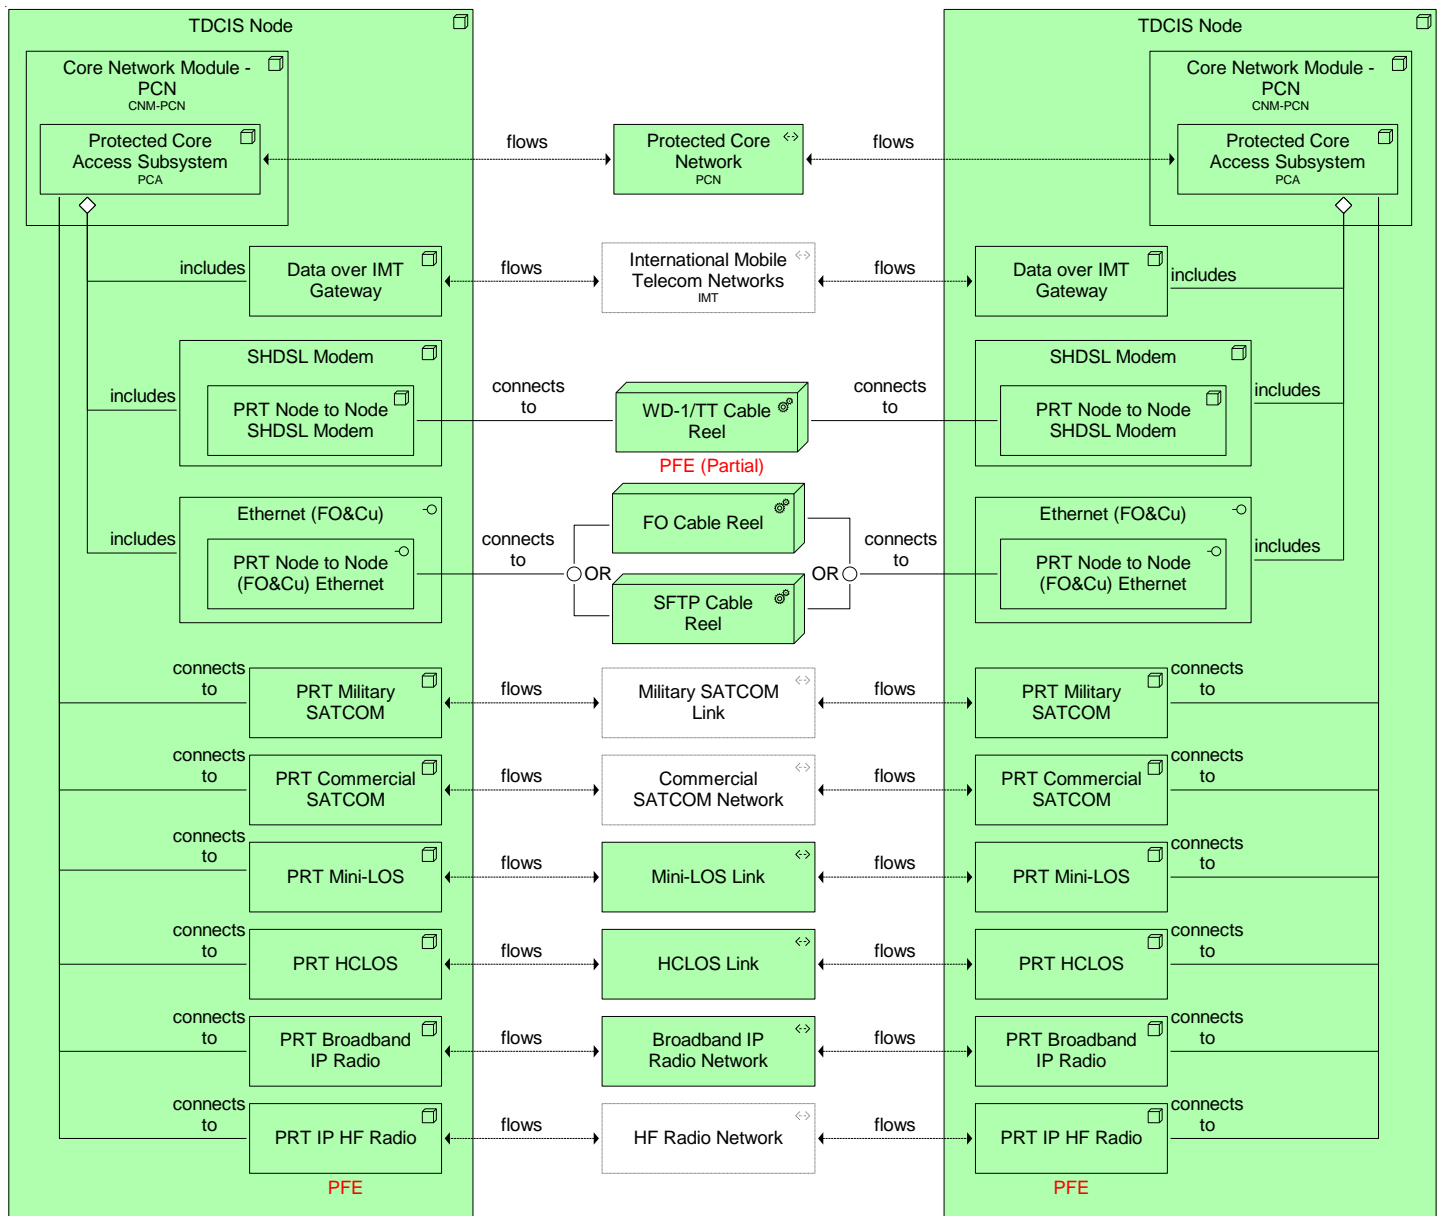 TDCIS Node
TDCIS Node
Core Network Module -
PCN
CNM-PCN
Core Network Module -
PCN
CNM-PCN
Protected Core
Access Subsystem
PCA
flows
Protected Core
Network
PCN
flows
Protected Core
Access Subsystem
PCA
includes
Data over IMT
Gateway
flows
International Mobile
Telecom Networks
IMT
flows
Data over IMT
Gateway
includes
SHDSL Modem
SHDSL Modem
includes
PRT Node to Node
SHDSL Modem
connects
to
WD-1/TT Cable
Reel
connects
to
PRT Node to Node
SHDSL Modem
includes
PFE (Partial)
Ethernet (FO&Cu)
FO Cable Reel
Ethernet (FO&Cu)
includes
PRT Node to Node
(FO&Cu) Ethernet
connects
to
OR
OR
connects
to
PRT Node to Node
(FO&Cu) Ethernet
includes
SFTP Cable
Reel
connects
to
PRT Military
SATCOM
flows
Military SATCOM
Link
flows
PRT Military
SATCOM
connects
to
connects
to
PRT Commercial
SATCOM
flows
Commercial
SATCOM Network
flows
PRT Commercial
SATCOM
connects
to
connects
to
PRT Mini-LOS
flows
Mini-LOS Link
flows
PRT Mini-LOS
connects
to
connects
to
PRT HCLOS
flows
HCLOS Link
flows
PRT HCLOS
connects
to
connects
to
PRT Broadband
IP Radio
flows
Broadband IP
Radio Network
flows
PRT Broadband
IP Radio
connects
to
connects
to
PRT IP HF Radio
flows
HF Radio Network
flows
PRT IP HF Radio
connects
to
PFE
PFE